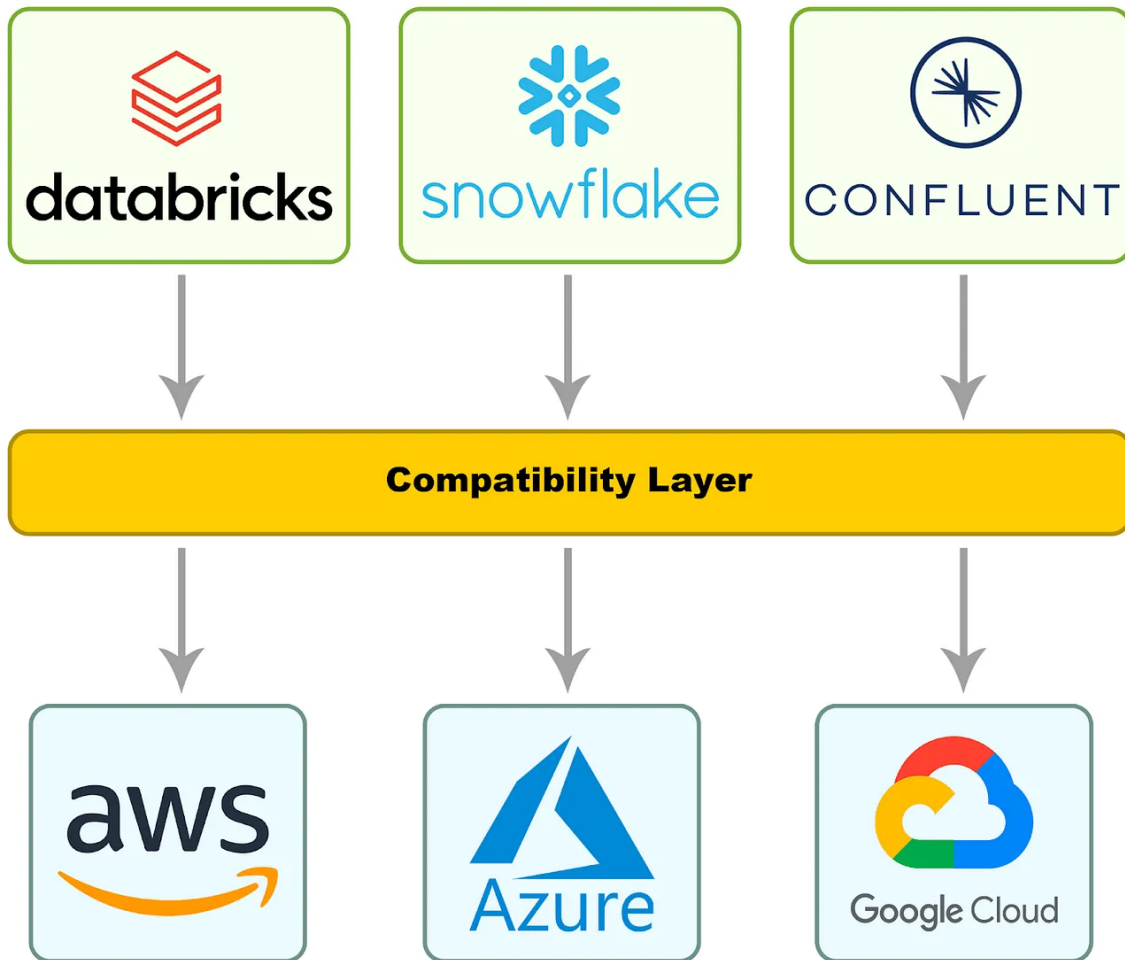 databricks
snowflake
CONFLUENT
Compatibility Layer
aws
Azure
Google Cloud